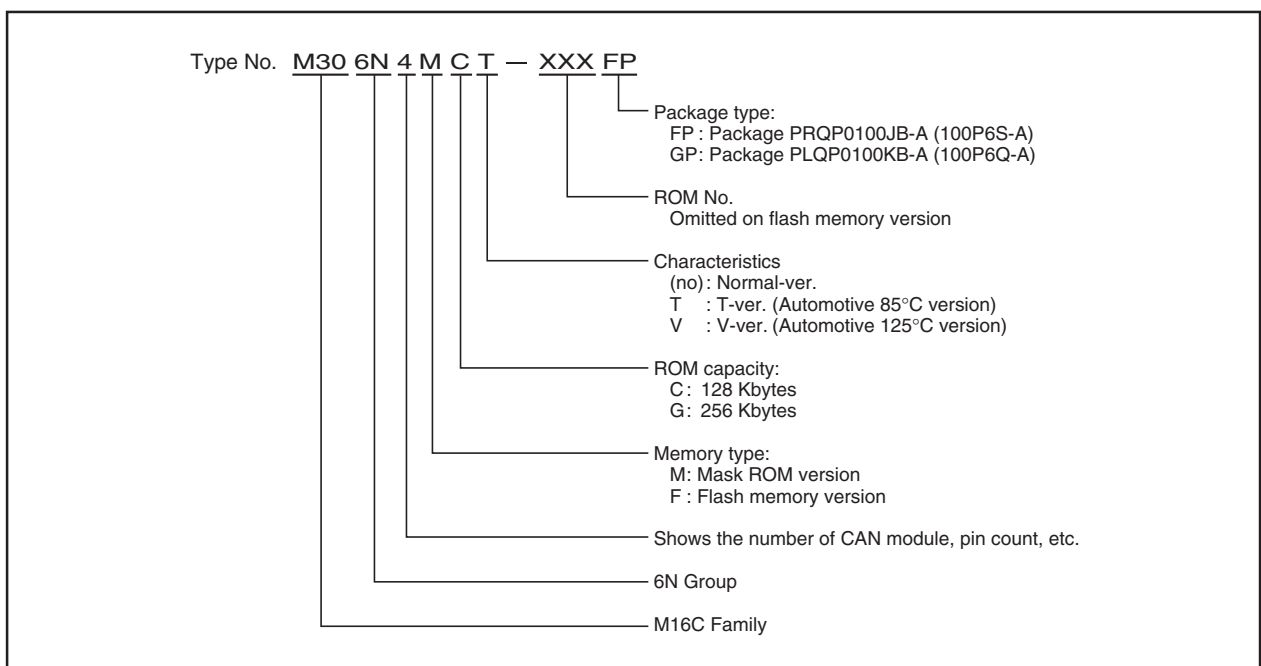 Type No. M30 6N 4 M C T — XXX FP
Package type:
FP : Package PRQP0100JB-A (100P6S-A)
GP: Package PLQP0100KB-A (100P6Q-A)
ROM No.
Omitted on flash memory version
Characteristics
(no) : Normal-ver.
T : T-ver. (Automotive 85°C version)
V : V-ver. (Automotive 125°C version)
ROM capacity:
C : 128 Kbytes
G: 256 Kbytes
Memory type:
M: Mask ROM version
F : Flash memory version
Shows the number of CAN module, pin count, etc.
6N Group
M16C Family